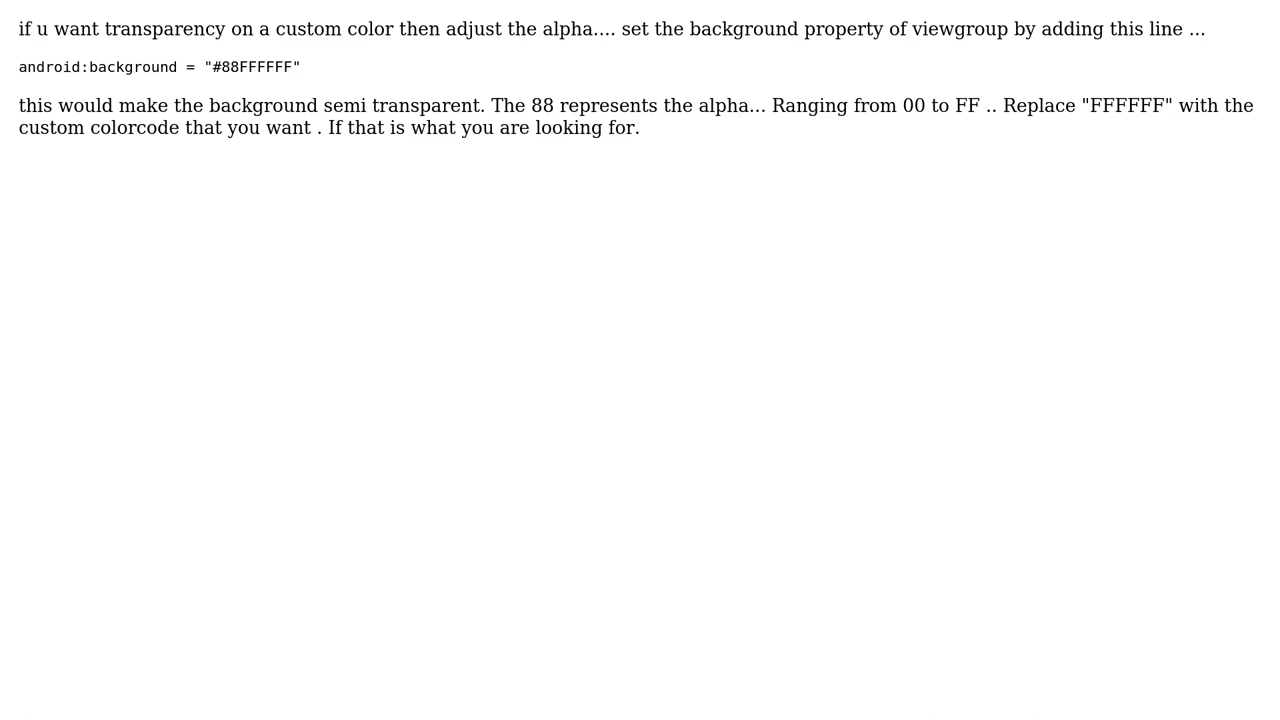 if u want transparency on a custom color then adjust the alpha.... set the background property of viewgroup by adding this line ...
android:background = "#88FFFFFF"
this would make the background semi transparent. The 88 represents the alpha... Ranging from 00 to FF .. Replace "FFFFFF" with the
custom colorcode that you want . If that is what you are looking for.